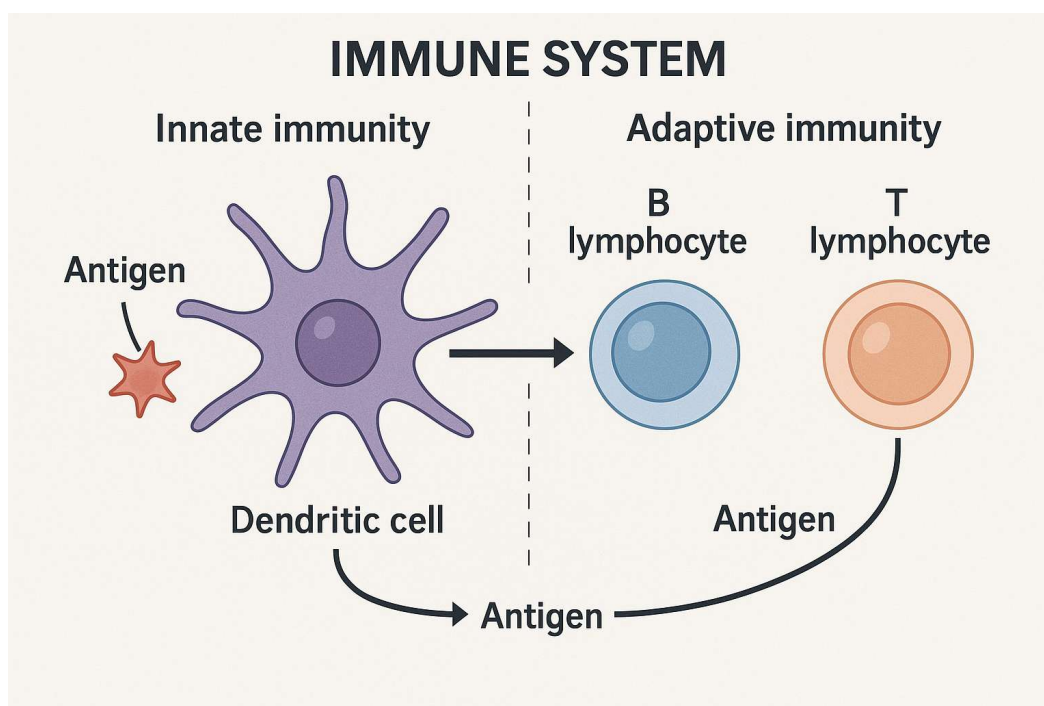 IMMUNE SYSTEM
Innate immunity
Adaptive immunity
B
lymphocyte
T
lymphocyte
Antigen
Dendritic cell
Antigen
Antigen